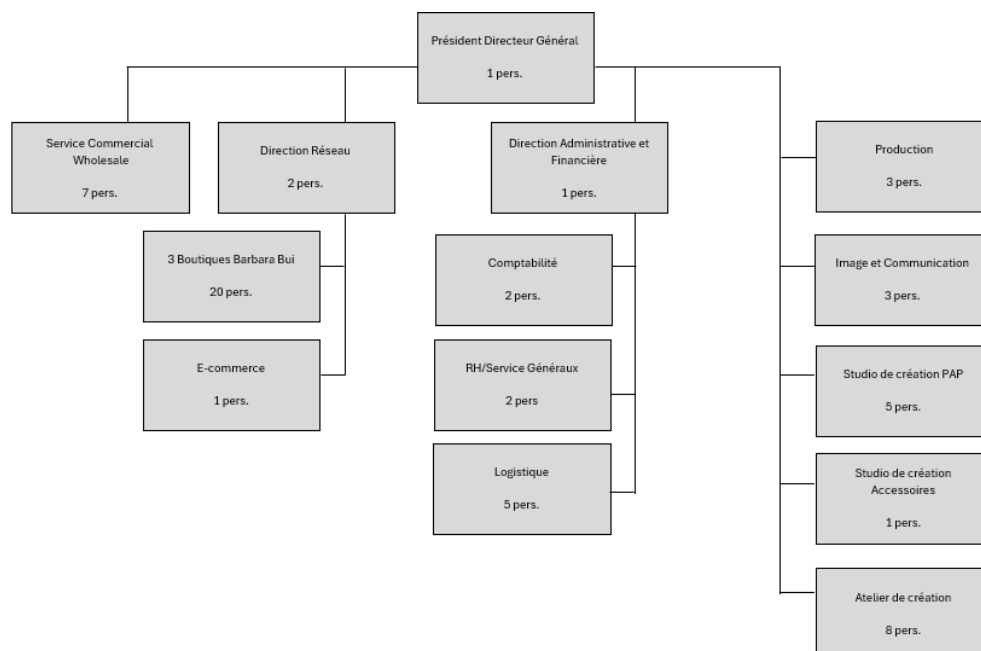 Président Directeur Général
1 pers.
Service Commercial
Wholesale
7 pers.
Direction Réseau
2 pers.
Direction Administrative et
Financière
1 pers.
Production
3 pers.
3 Boutiques Barbara Bui
20 pers.
Comptabilité
2 pers.
Image et Communication
3 pers.
E-commerce
1 pers.
RH/Service Généraux
2 pers
Studio de création PAP
5 pers.
Logistique
5 pers.
Studio de création
Accessoires
1 pers.
Atelier de création
8 pers.